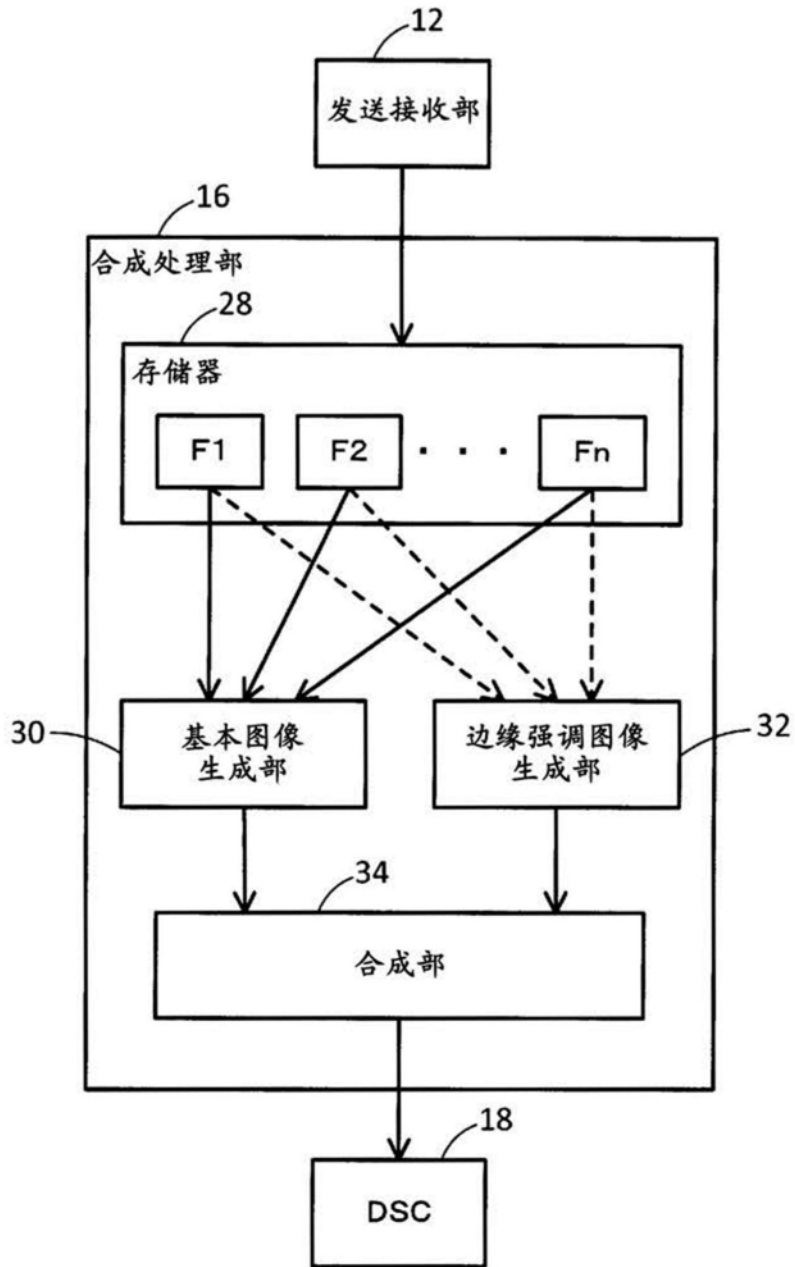 12
发送接收部
16
合成处理部
28
存储器
F1 F2 · · · Fn
30
基本图像
生成部
边缘强调图像
生成部
32
34
合成部
18
DSC